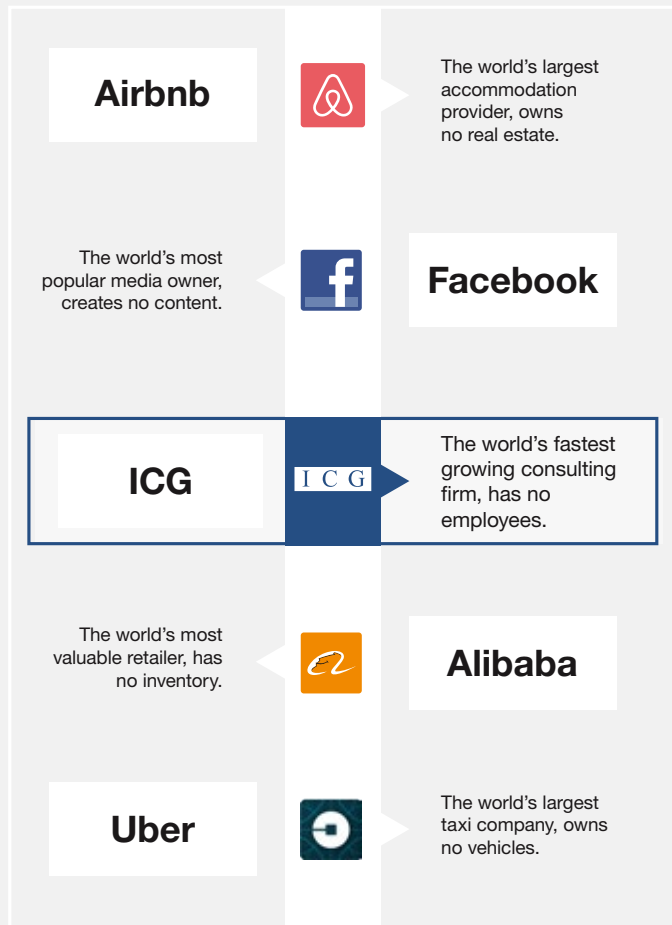 Airbnb
The world’s largest
accommodation
provider, owns
no real estate.
The world’s most
popular media owner,
creates no content.
f
Facebook
ICG
I C G
The world’s fastest
growing consulting
firm, has no
employees.
The world’s most
valuable retailer, has
no inventory.
Alibaba
Uber
The world’s largest
taxi company, owns
no vehicles.